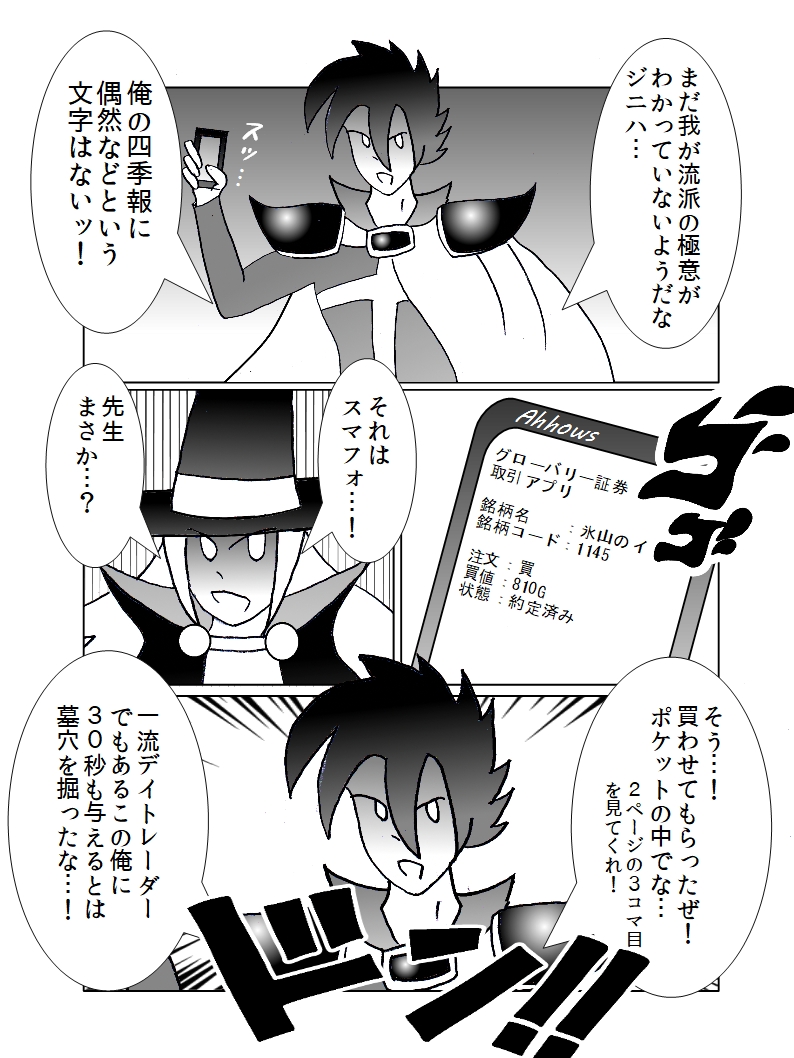 まだ我が流派の極意が
わかっていないようだな
ジニハ…
スッ…
俺の四季報に
偶然などという
文字はないッ！
Ahhows
グローバリー証券
取引アプリ
銘柄名　　：氷山のイ
銘柄コード：1145
注文：買
買値：810G
状態：約定済み
ゴゴ
それは
スマフォ…！
先生
まさか…？
そう…！
買わせてもらったぜ！
ポケットの中でな…
２ページの３コマ目
を見てくれ！
一流デイトレーダー
でもあるこの俺に
３０秒も与えるとは
墓穴を掘ったな…！
ドン!!